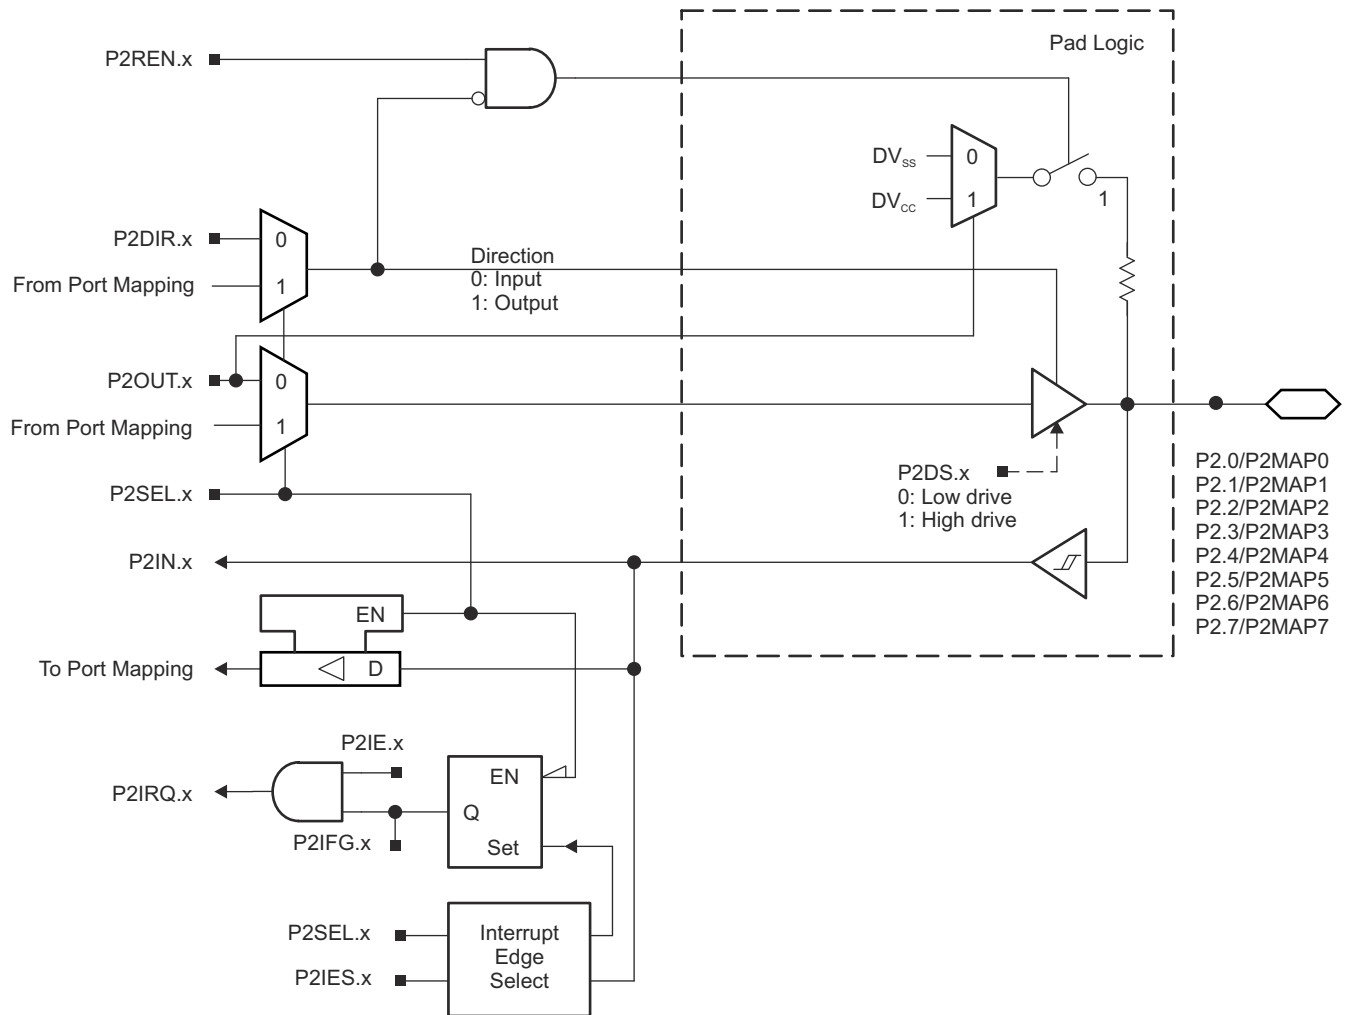 Pad Logic
P2REN.x
DVSS
0
DVCC
1
1
P2DIR.x
0
From Port Mapping
1
Direction
0: Input
1: Output
P2OUT.x
0
From Port Mapping
1
P2SEL.x
P2DS.x
0: Low drive
1: High drive
P2.0/P2MAP0
P2.1/P2MAP1
P2.2/P2MAP2
P2.3/P2MAP3
P2.4/P2MAP4
P2.5/P2MAP5
P2.6/P2MAP6
P2.7/P2MAP7
P2IN.x
EN
To Port Mapping
D
P2IE.x
P2IRQ.x
P2IFG.x
EN
Q
Set
P2SEL.x
P2IES.x
Interrupt
Edge
Select